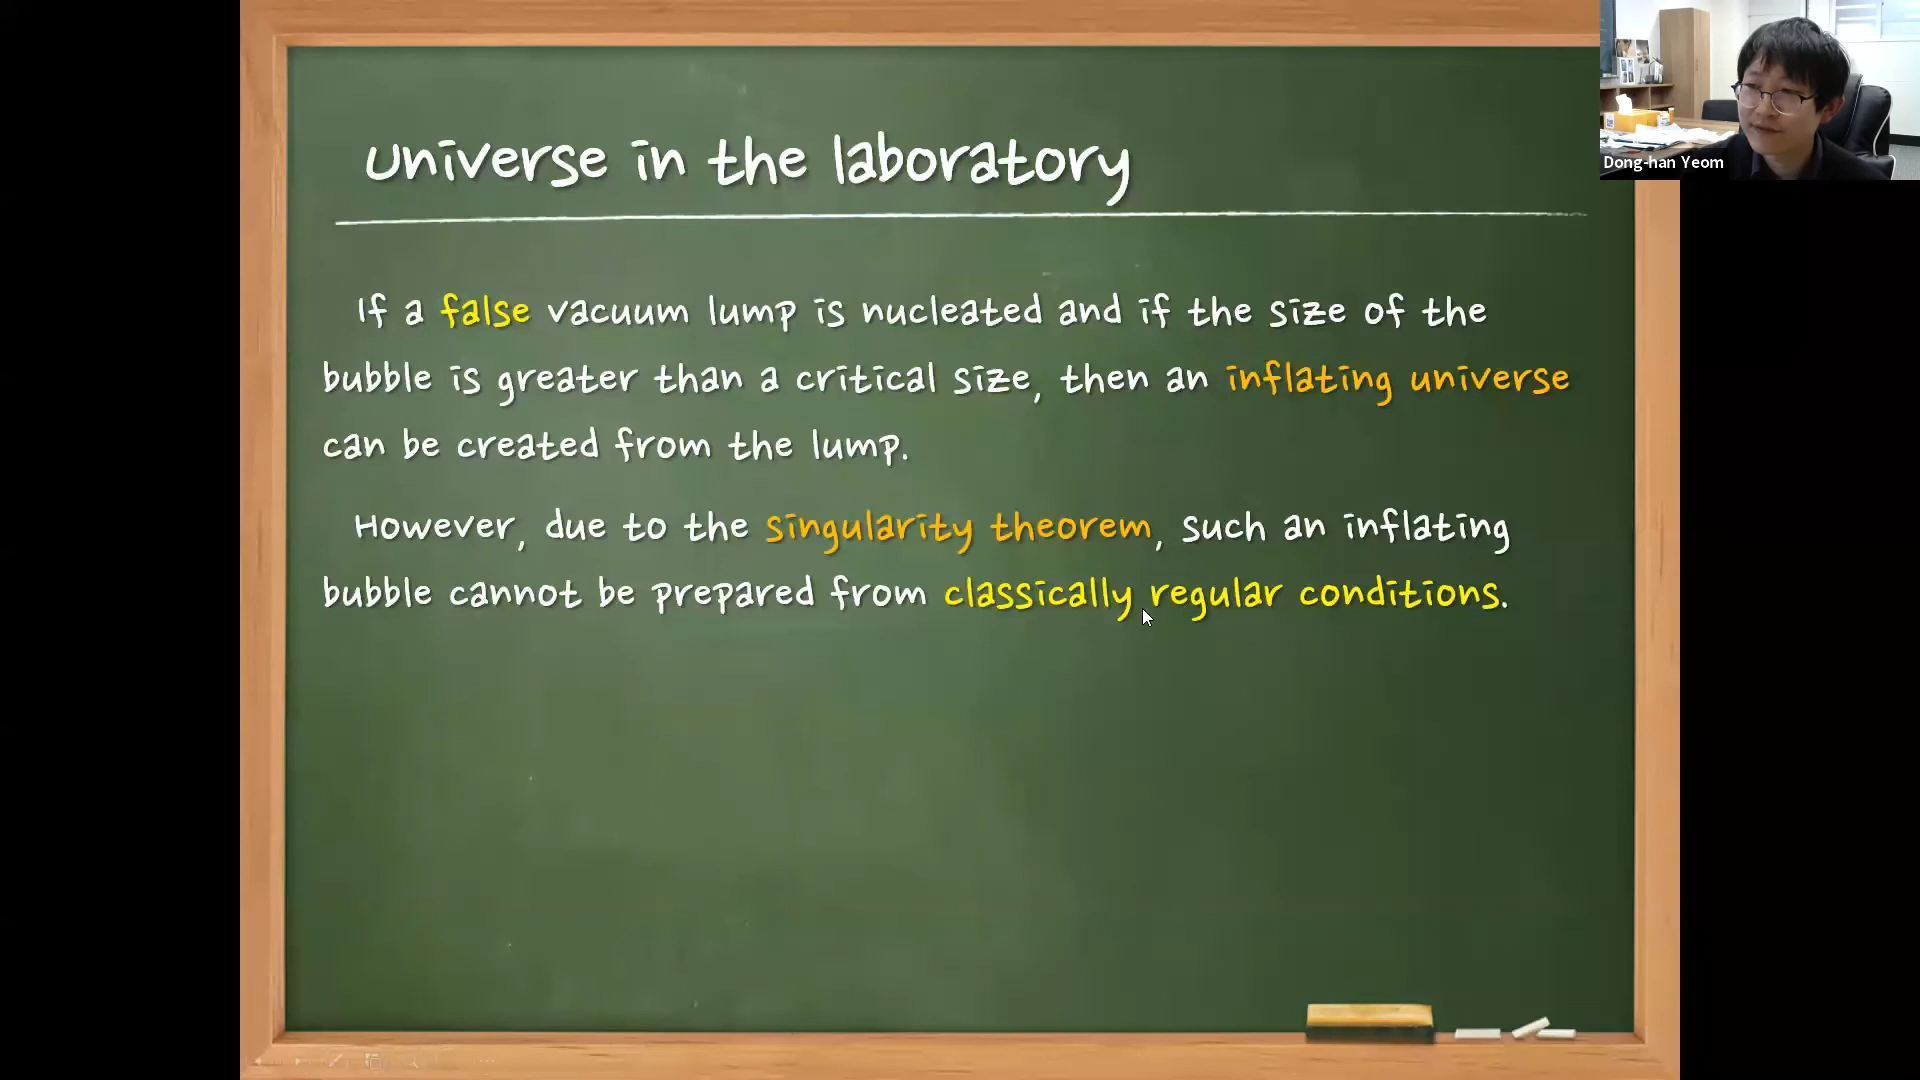 Universe in the laboratory
Dong-han Yeom
If a false vacuum lump is nucleated and if the size of the
bubble is greater than a critical size, then an inflating universe
can be created from the lump.
However, due to the singularity theorem, such an inflating
bubble cannot be prepared from classically regular conditions.